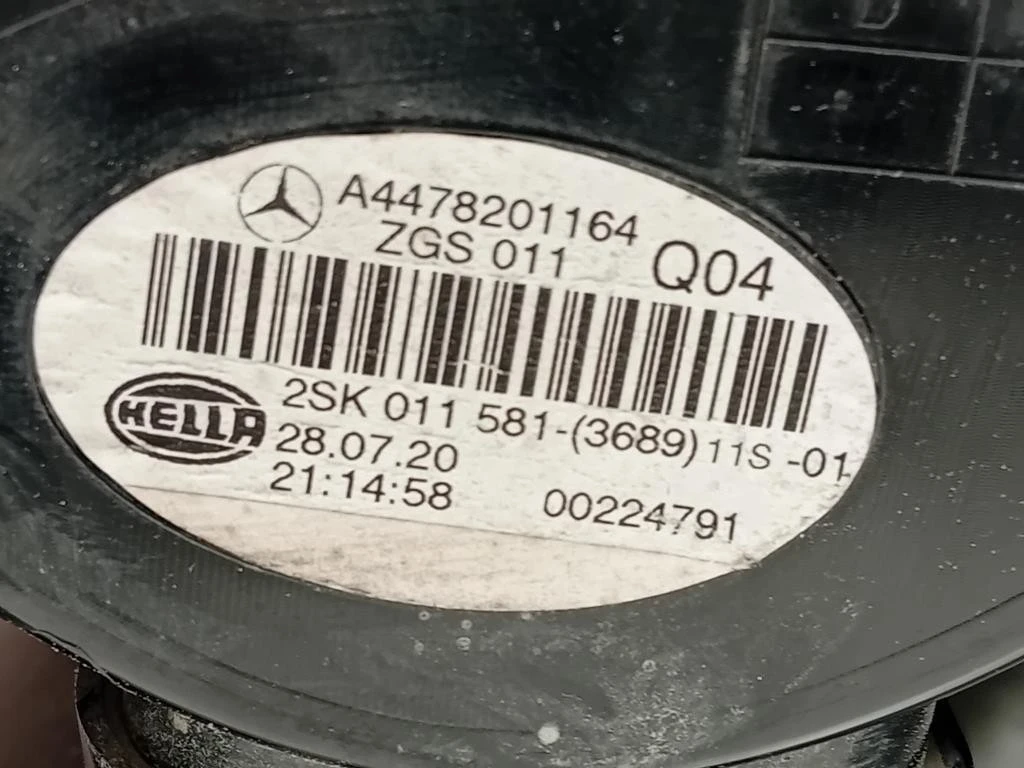 A4478201164
ZGS 011 Q04
HELLA
2SK 011 581-(3689)11S -01
28.07.20
21:14:58 00224791